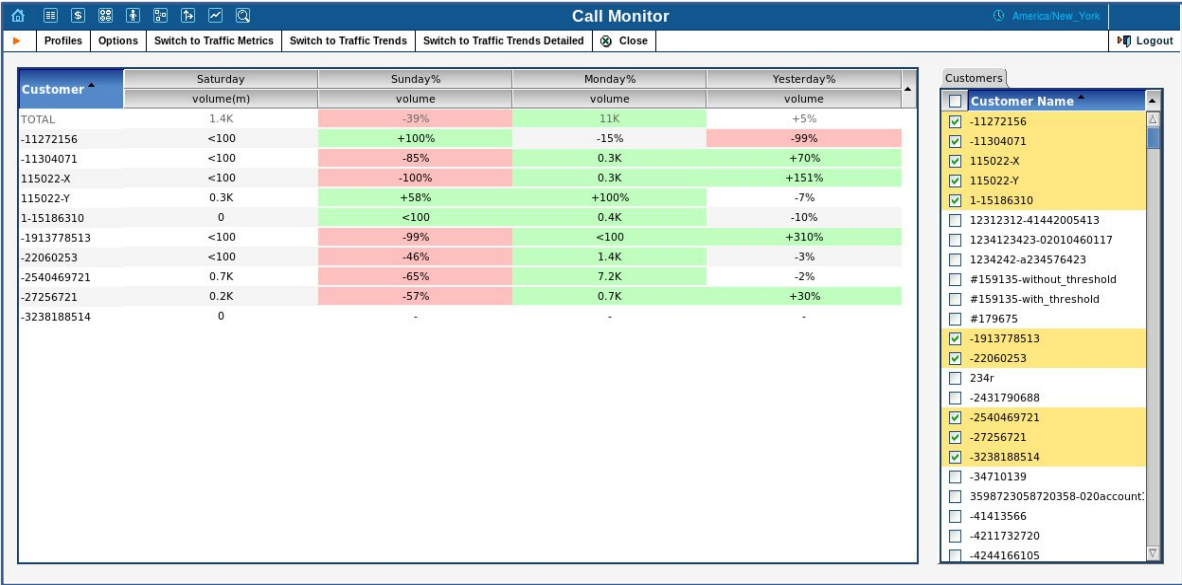 Call Monitor America/New_York
Profiles Options Switch to Traffic Metrics Switch to Traffic Trends Switch to Traffic Trends Detailed Close Logout
Customer Saturday Sunday% Monday% Yesterday%
volume(m) volume volume volume
TOTAL 1.4K -39% 11K +5%
-11272156 <100 +100% -15% -99%
-11304071 <100 -85% 0.3K +70%
115022-X <100 -100% 0.3K +151%
115022-Y 0.3K +58% +100% -7%
1-15186310 0 <100 0.4K -10%
-1913778513 <100 -99% <100 +310%
-22060253 <100 -46% 1.4K -3%
-2540469721 0.7K -65% 7.2K -2%
-27256721 0.2K -57% 0.7K +30%
-3238188514 0 - - -
Customers
Customer Name
-11272156
-11304071
115022-X
115022-Y
1-15186310
12312312-41442005413
1234123423-02010460117
1234242-a234576423
#159135-without_threshold
#159135-with_threshold
#179675
-1913778513
-22060253
234r
-2431790688
-2540469721
-27256721
-3238188514
-34710139
3598723058720358-020account
-41413566
-4211732720
-4244166105